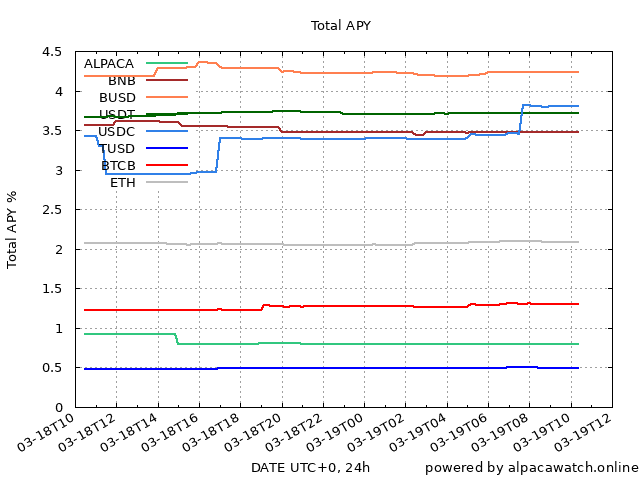 Total APY
Total APY %
4.5
4
3.5
3
2.5
2
1.5
1
0.5
0
ALPACA
BNB
BUSD
USDT
USDC
TUSD
BTCB
ETH
03-18T10
03-18T12
03-18T14
03-18T16
03-18T18
03-18T20
03-18T22
03-19T00
03-19T02
03-19T04
03-19T06
03-19T08
03-19T10
03-19T12
DATE UTC+0, 24h
powered by alpacawatch.online